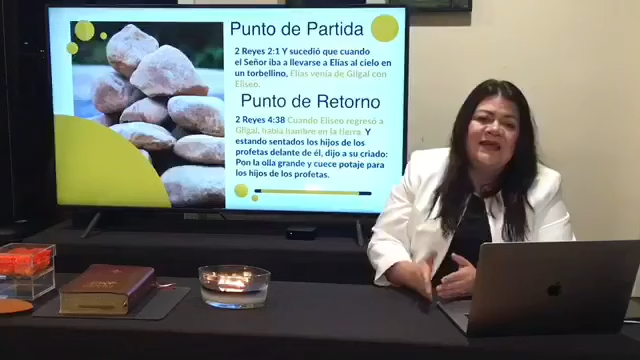 Punto de Partida
2 Reyes 2:1 Y sucedió que cuando
el Señor iba a llevarse a Elías al cielo en
un torbellino, Elías venía de Gilgal con
Eliseo.
Punto de Retorno
2 Reyes 4:38 Cuando Eliseo regresó a
Gilgal, había hambre en la tierra. Y
estando sentados los hijos de los
profetas delante de él, dijo a su criado:
Pon la olla grande y cuece potaje para
los hijos de los profetas.